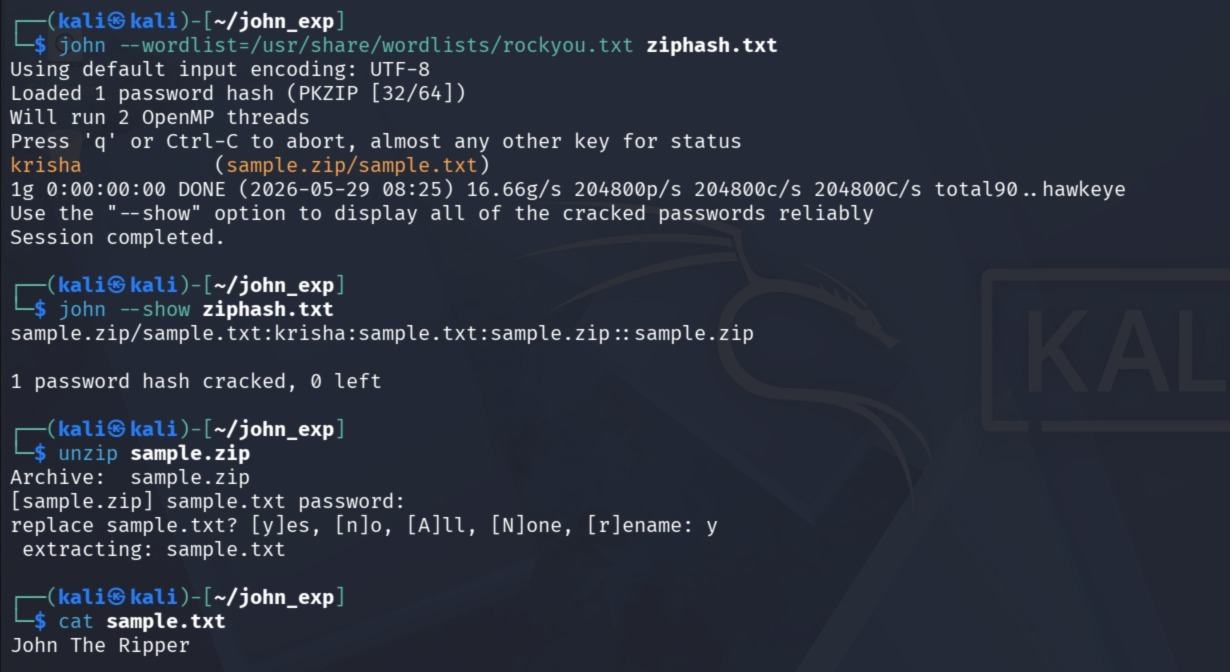 ┌──(kali㉿kali)-[~/john_exp]
└─$ john --wordlist=/usr/share/wordlists/rockyou.txt ziphash.txt
Using default input encoding: UTF-8
Loaded 1 password hash (PKZIP [32/64])
Will run 2 OpenMP threads
Press 'q' or Ctrl-C to abort, almost any other key for status
krisha           (sample.zip/sample.txt)
1g 0:00:00:00 DONE (2026-05-29 08:25) 16.66g/s 204800p/s 204800c/s 204800C/s total90..hawkeye
Use the "--show" option to display all of the cracked passwords reliably
Session completed.
┌──(kali㉿kali)-[~/john_exp]
└─$ john --show ziphash.txt
sample.zip/sample.txt:krisha:sample.txt:sample.zip::sample.zip
1 password hash cracked, 0 left
┌──(kali㉿kali)-[~/john_exp]
└─$ unzip sample.zip
Archive:  sample.zip
[sample.zip] sample.txt password:
replace sample.txt? [y]es, [n]o, [A]ll, [N]one, [r]ename: y
 extracting: sample.txt
┌──(kali㉿kali)-[~/john_exp]
└─$ cat sample.txt
John The Ripper
KAL